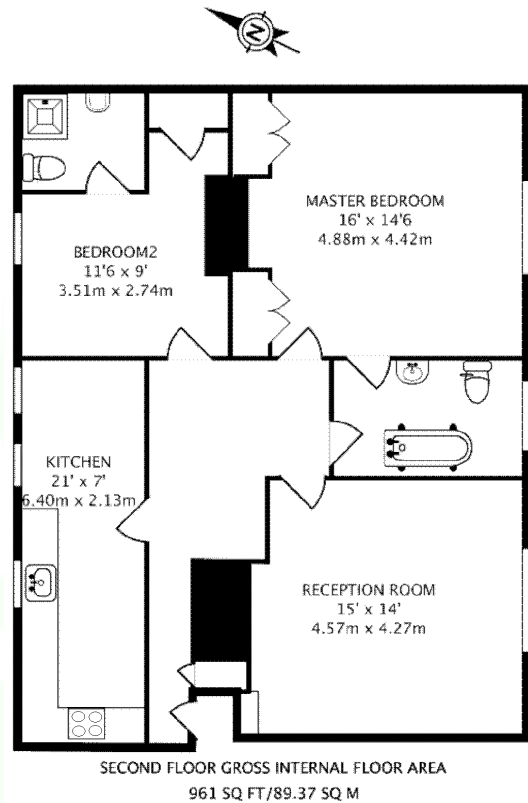 N
MASTER BEDROOM
16' x 14'6
4.88m x 4.42m
BEDROOM2
11'6 x 9'
3.51m x 2.74m
KITCHEN
21' x 7'
6.40m x 2.13m
RECEPTION ROOM
15' x 14'
4.57m x 4.27m
SECOND FLOOR GROSS INTERNAL FLOOR AREA
961 SQ FT/89.37 SQ M